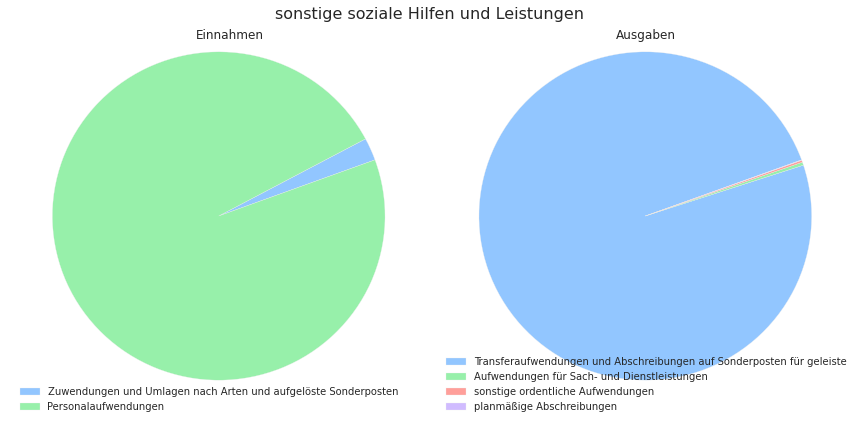 sonstige soziale Hilfen und Leistungen
Einnahmen
Zuwendungen und Umlagen nach Arten und aufgelöste Sonderposten
Personalaufwendungen
Ausgaben
Transferaufwendungen und Abschreibungen auf Sonderposten für geleiste
Aufwendungen für Sach- und Dienstleistungen
sonstige ordentliche Aufwendungen
planmäßige Abschreibungen